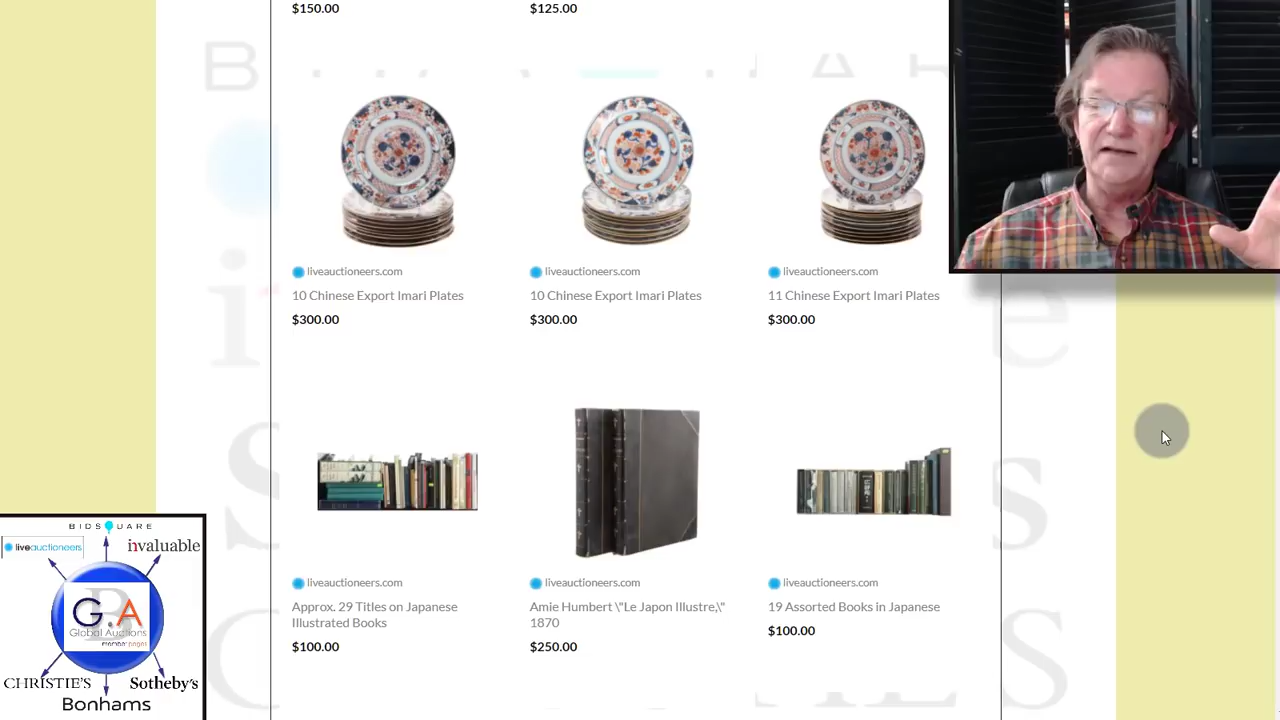 $150.00
$125.00
liveauctioneers.com
liveauctioneers.com
liveauctioneers.com
10 Chinese Export Imari Plates
10 Chinese Export Imari Plates
11 Chinese Export Imari Plates
$300.00
$300.00
$300.00
liveauctioneers.com
liveauctioneers.com
liveauctioneers.com
Approx. 29 Titles on Japanese
Illustrated Books
$100.00
Amie Humbert \"Le Japon Illustre,\"
1870
$250.00
19 Assorted Books in Japanese
$100.00
BIDSQUARE
liveauctioneers
invaluable
G.A
Global Auctions
member pages
CHRISTIE'S
Sotheby's
Bonhams